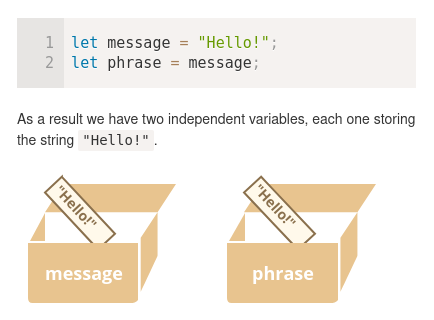 1 let message = "Hello!";
2 let phrase = message;
As a result we have two independent variables, each one storing
the string "Hello!" .
"Hello!" "Hello!"
message phrase